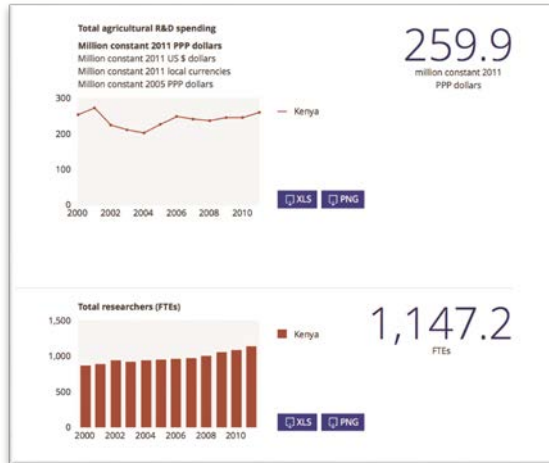 Total agricultural R&D spending
Million constant 2011 PPP dollars
Million constant 2011 US $ dollars
Million constant 2011 local currencies
Million constant 2005 PPP dollars
259.9
million constant 2011
PPP dollars
300
200
100
0
2000 2002 2004 2006 2008 2010
Kenya
XLS PNG
Total researchers (FTEs)
1,147.2
FTEs
1,500
1,000
500
0
2000 2002 2004 2006 2008 2010
Kenya
XLS PNG